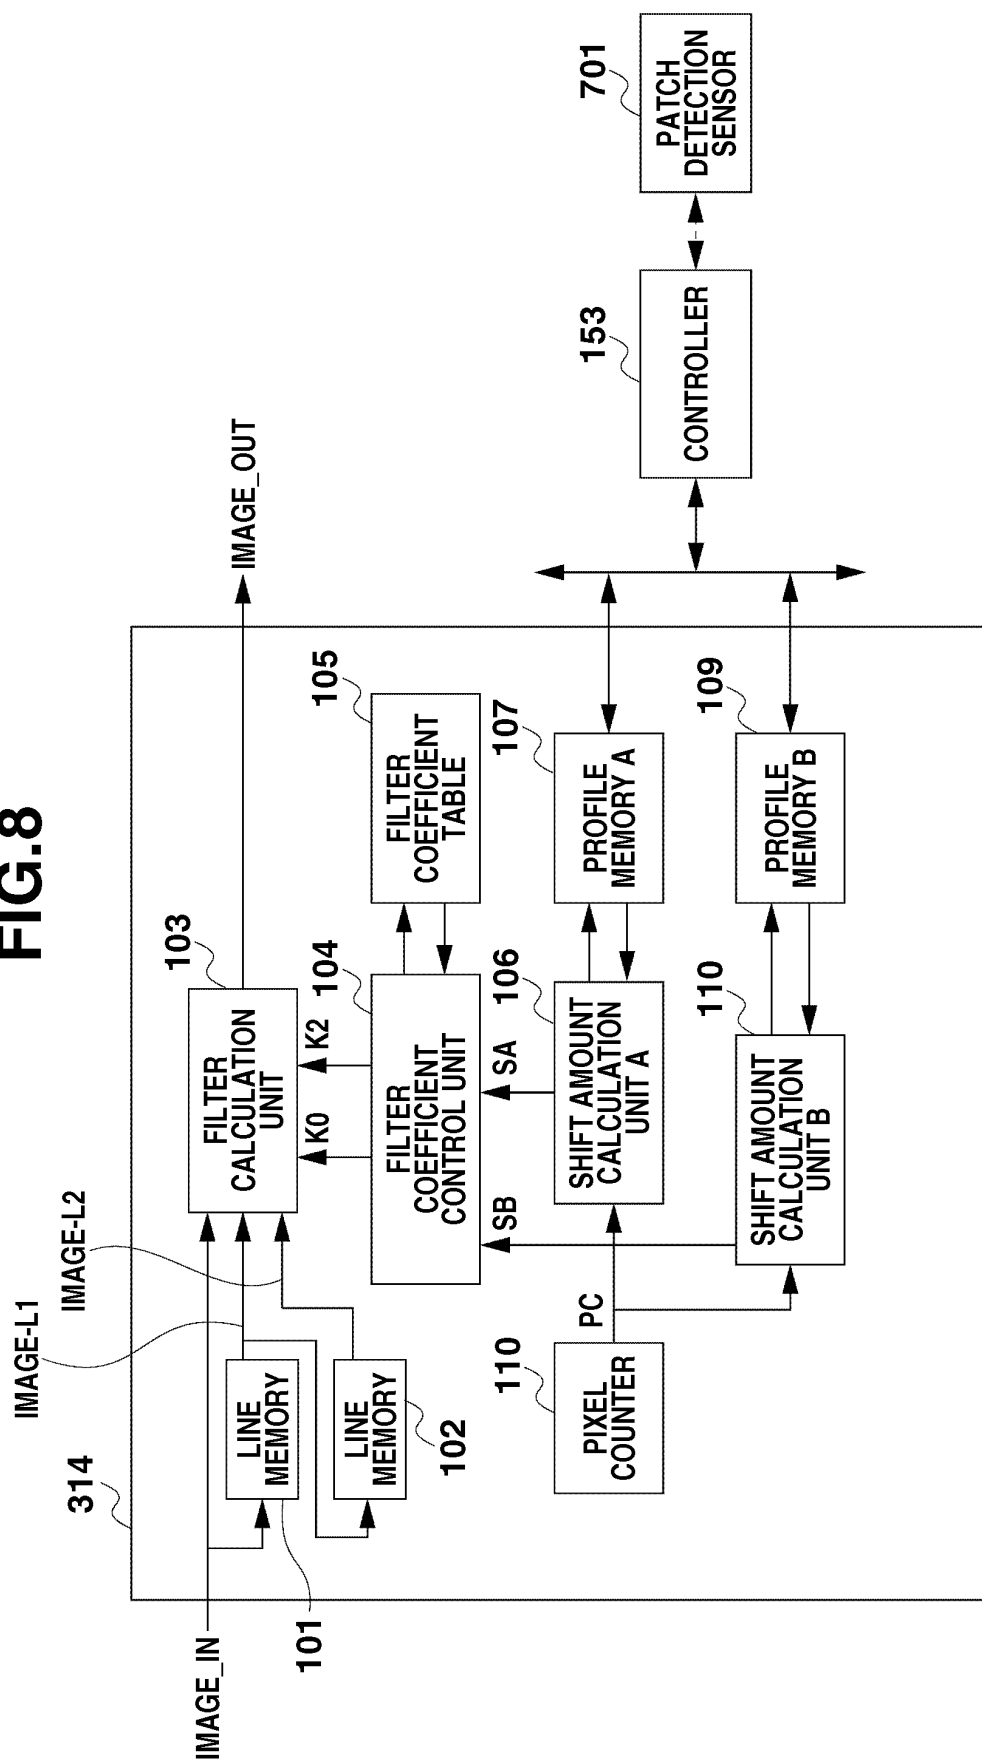 FIG.8
IMAGE_IN
IMAGE-L1
IMAGE-L2
314
101
LINE
MEMORY
102
LINE
MEMORY
103
FILTER
CALCULATION
UNIT
IMAGE_OUT
K0
K2
104
FILTER
COEFFICIENT
CONTROL UNIT
105
FILTER
COEFFICIENT
TABLE
SB
SA
110
PIXEL
COUNTER
PC
106
SHIFT AMOUNT
CALCULATION
UNIT A
107
PROFILE
MEMORY A
110
SHIFT AMOUNT
CALCULATION
UNIT B
109
PROFILE
MEMORY B
153
CONTROLLER
701
PATCH
DETECTION
SENSOR